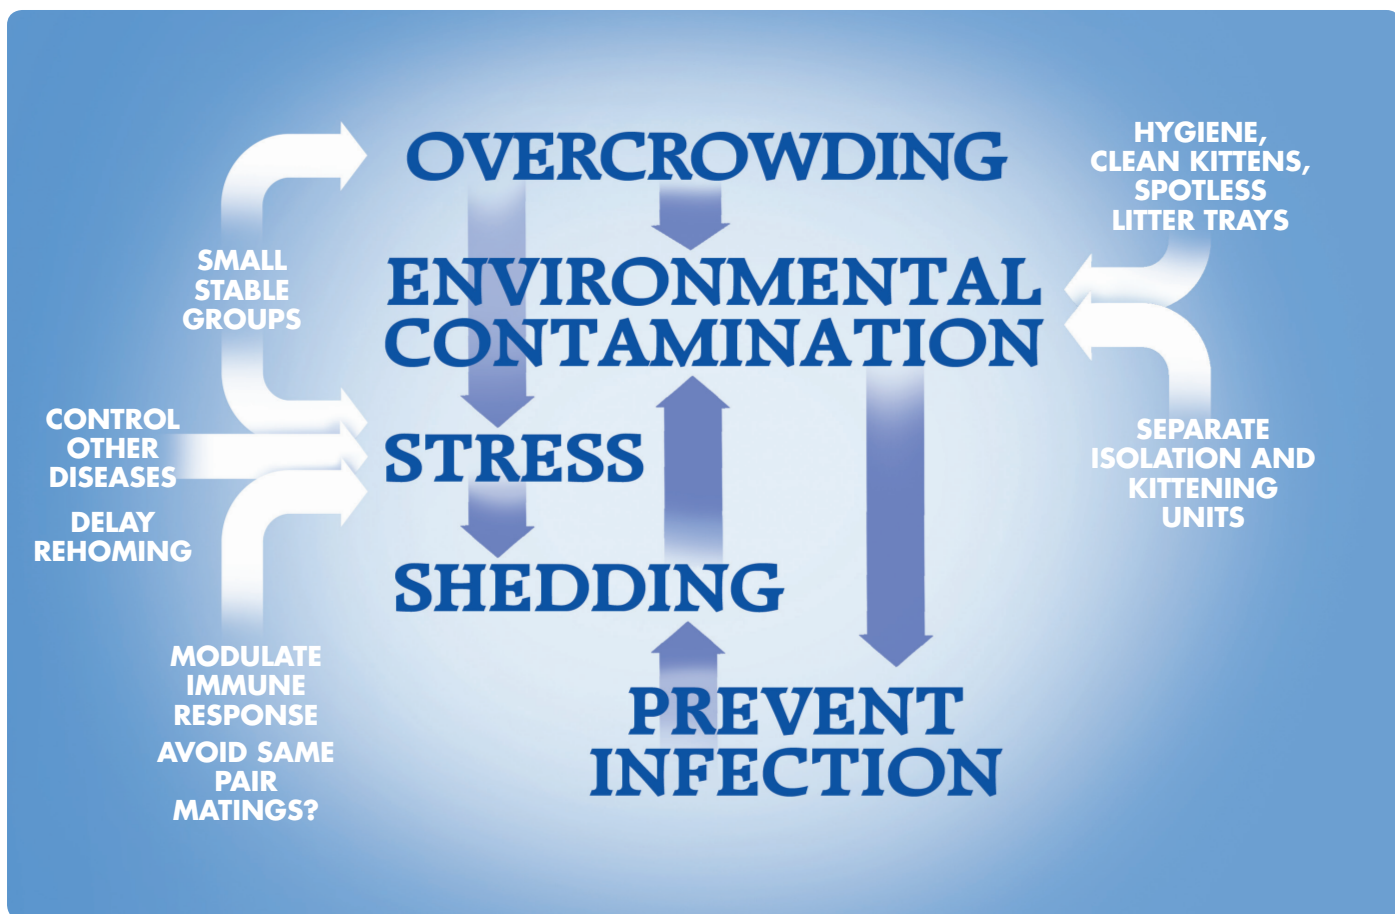 OVERCROWDING
HYGIENE,
CLEAN KITTENS,
SPOTLESS
LITTER TRAYS
SMALL
STABLE
GROUPS
ENVIRONMENTAL
CONTAMINATION
CONTROL
OTHER
DISEASES
DELAY
REHOMING
STRESS
SEPARATE
ISOLATION AND
KITTENING
UNITS
SHEDDING
MODULATE
IMMUNE
RESPONSE
AVOID SAME
PAIR
MATINGS?
PREVENT
INFECTION